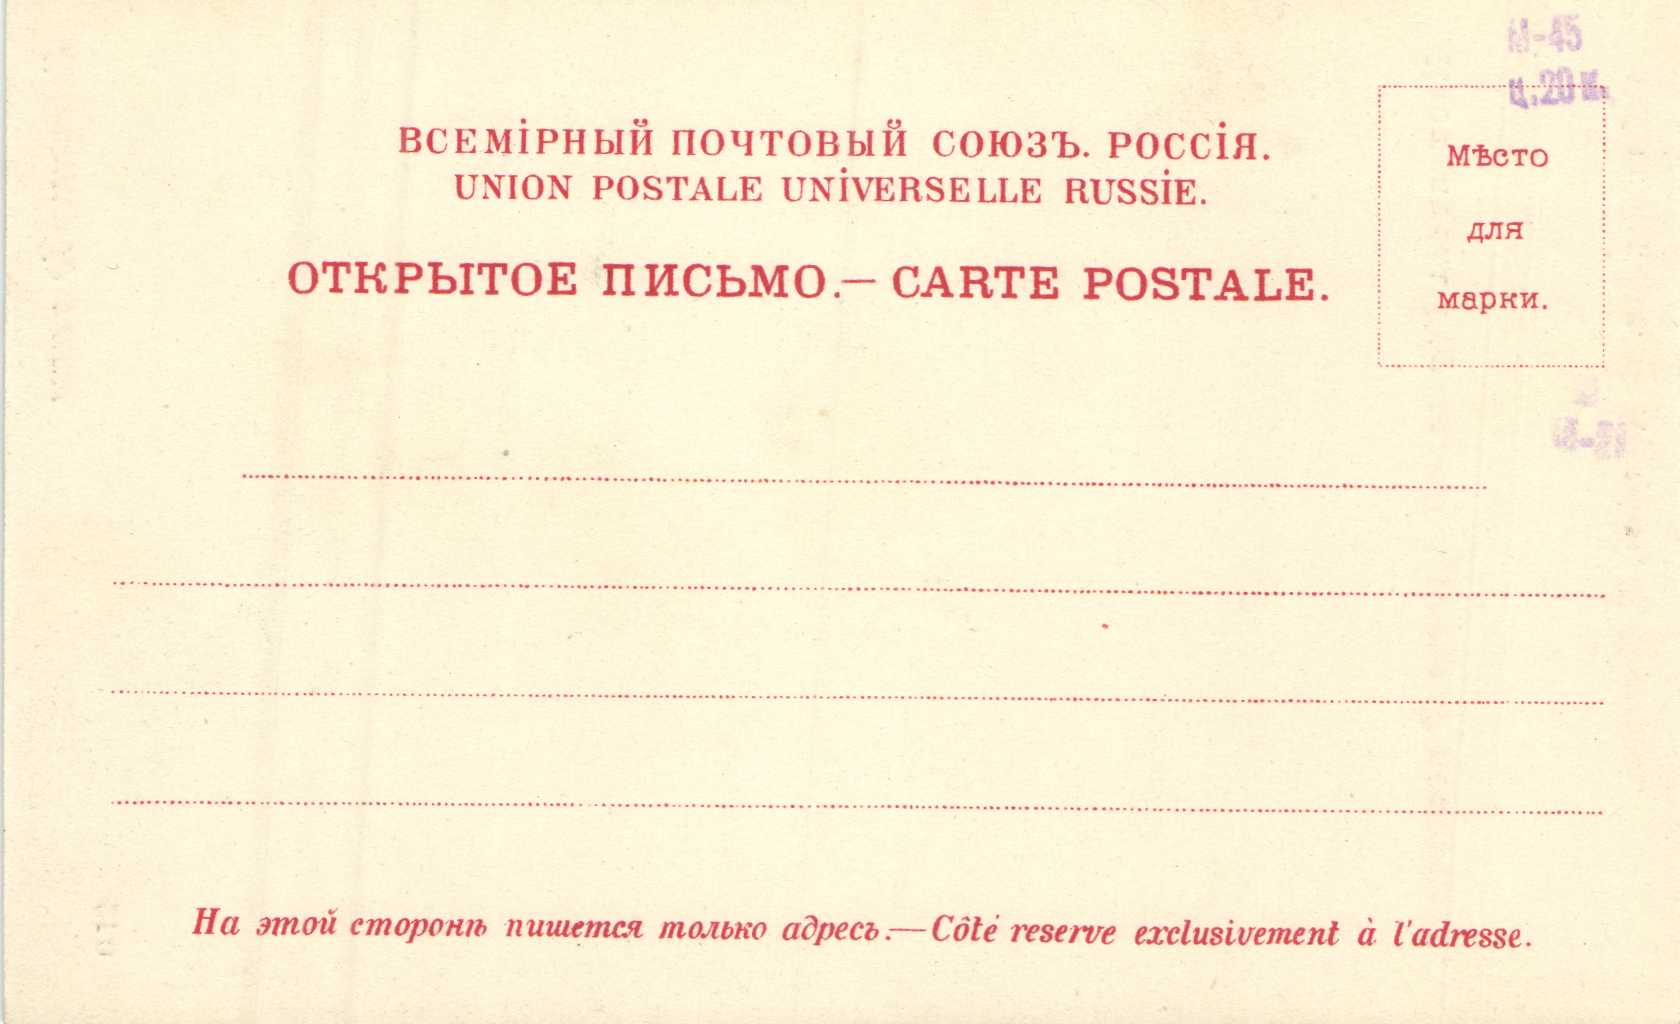 М-45
ц.20к.
ВСЕМіРНЫЙ ПОЧТОВЫЙ СОЮЗЪ. РОССіЯ.
UNION POSTALE UNiVERSELLE RUSSiE.
ОТКРЫТОЕ ПИСЬМО.— CARTE POSTALE.
Мѣсто
для
марки.
На этой сторонѣ пишется только адресъ.—Côté reserve exclusivement à l'adresse.